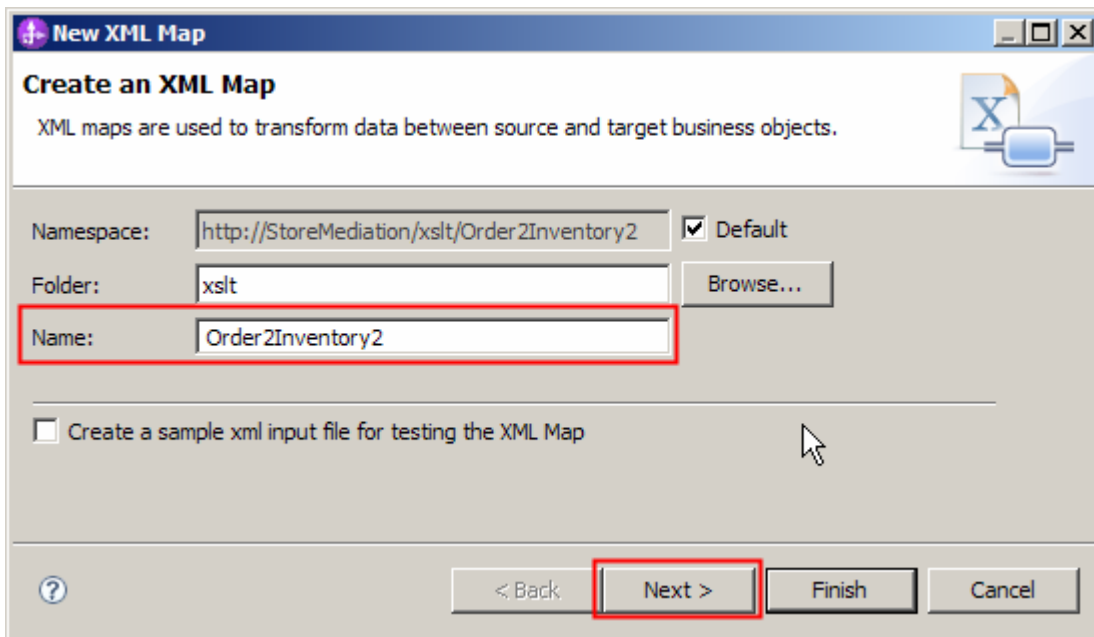 New XML Map
Create an XML Map
XML maps are used to transform data between source and target business objects.
Namespace: http://StoreMediation/xslt/Order2Inventory2 Default
Folder: xslt Browse...
Name: Order2Inventory2
Create a sample xml input file for testing the XML Map
? < Back Next > Finish Cancel